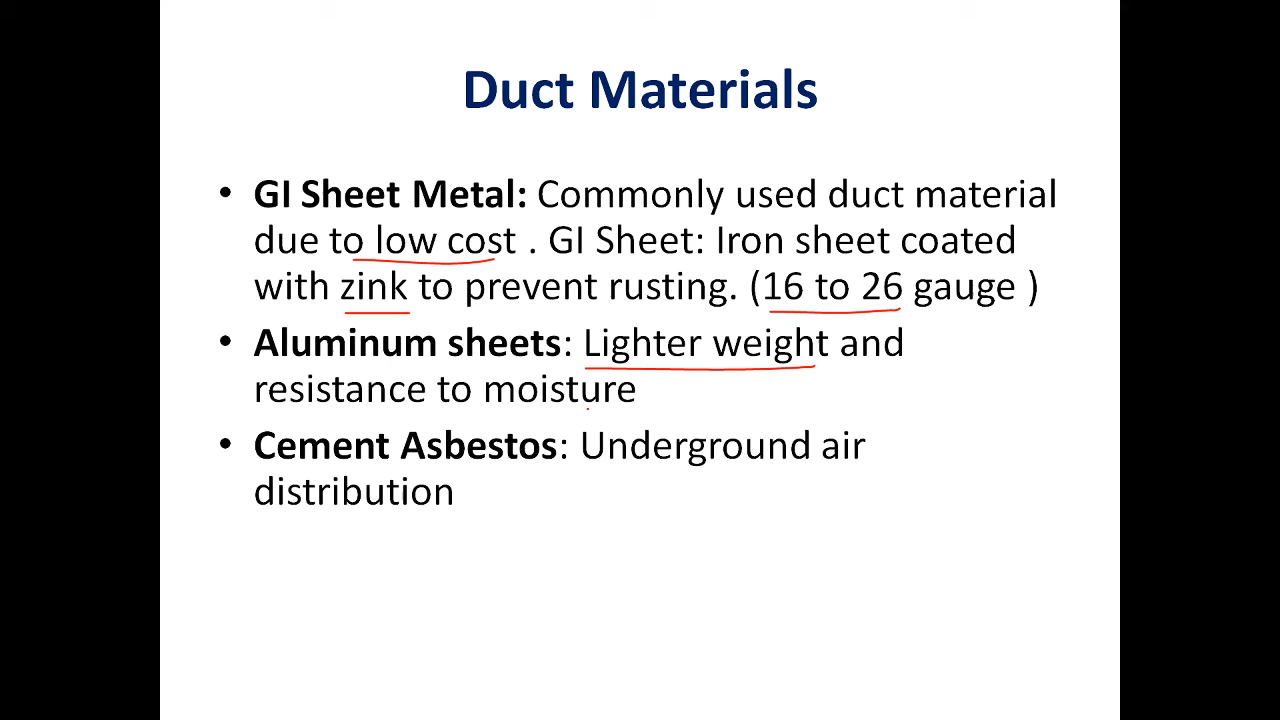 Duct Materials
• GI Sheet Metal: Commonly used duct material
due to low cost . GI Sheet: Iron sheet coated
with zink to prevent rusting. (16 to 26 gauge )
• Aluminum sheets: Lighter weight and
resistance to moisture
• Cement Asbestos: Underground air
distribution